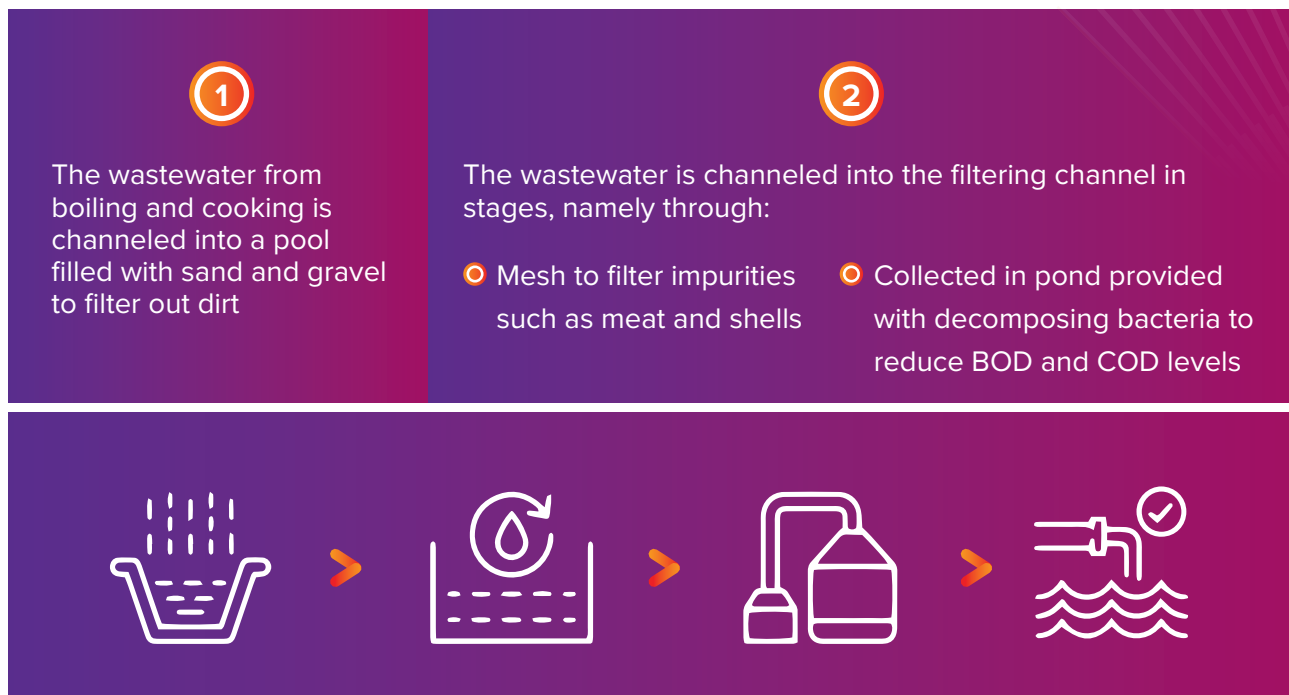 1
The wastewater from
boiling and cooking is
channeled into a pool
filled with sand and gravel
to filter out dirt
2
The wastewater is channeled into the filtering channel in
stages, namely through:
Mesh to filter impurities
such as meat and shells
Collected in pond provided
with decomposing bacteria to
reduce BOD and COD levels